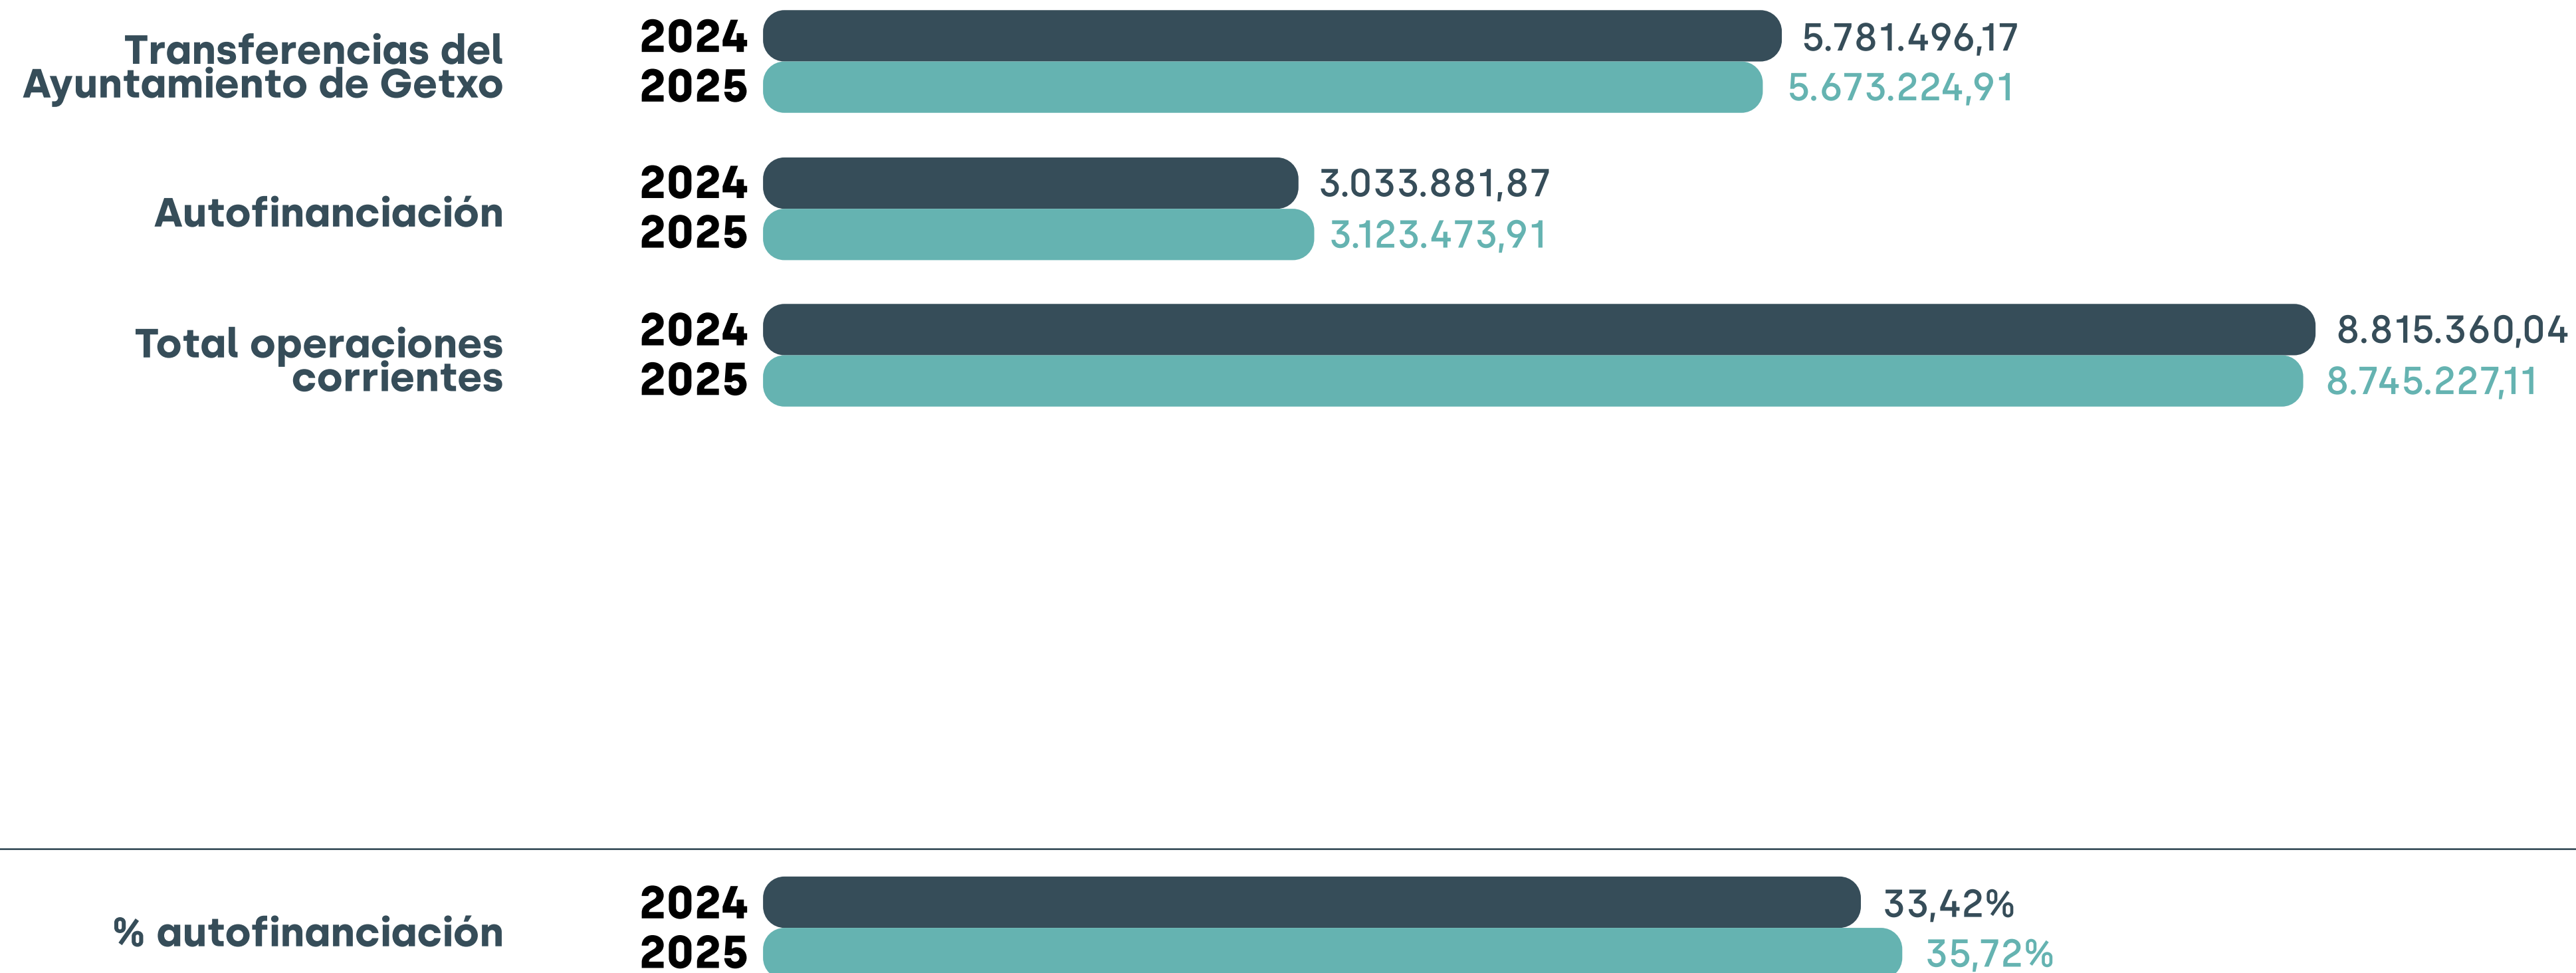 Transferencias del
Ayuntamiento de Getxo
2024
5.781.496,17
2025
5.673.224,91
Autofinanciación
2024
3.033.881,87
2025
3.123.473,91
Total operaciones
corrientes
2024
8.815.360,04
2025
8.745.227,11
% autofinanciación
2024
33,42%
2025
35,72%